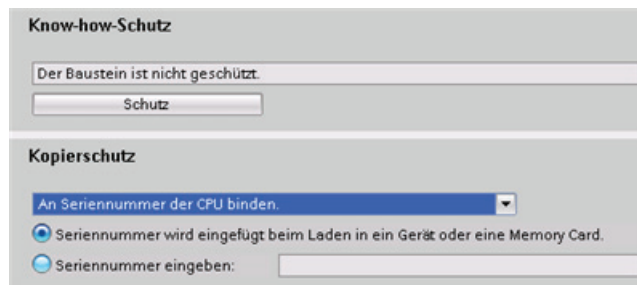 Know-how-Schutz
Der Baustein ist nicht geschützt.
Schutz
Kopierschutz
An Seriennummer der CPU binden.
Seriennummer wird eingefügt beim Laden in ein Gerät oder eine Memory Card.
Seriennummer eingeben: